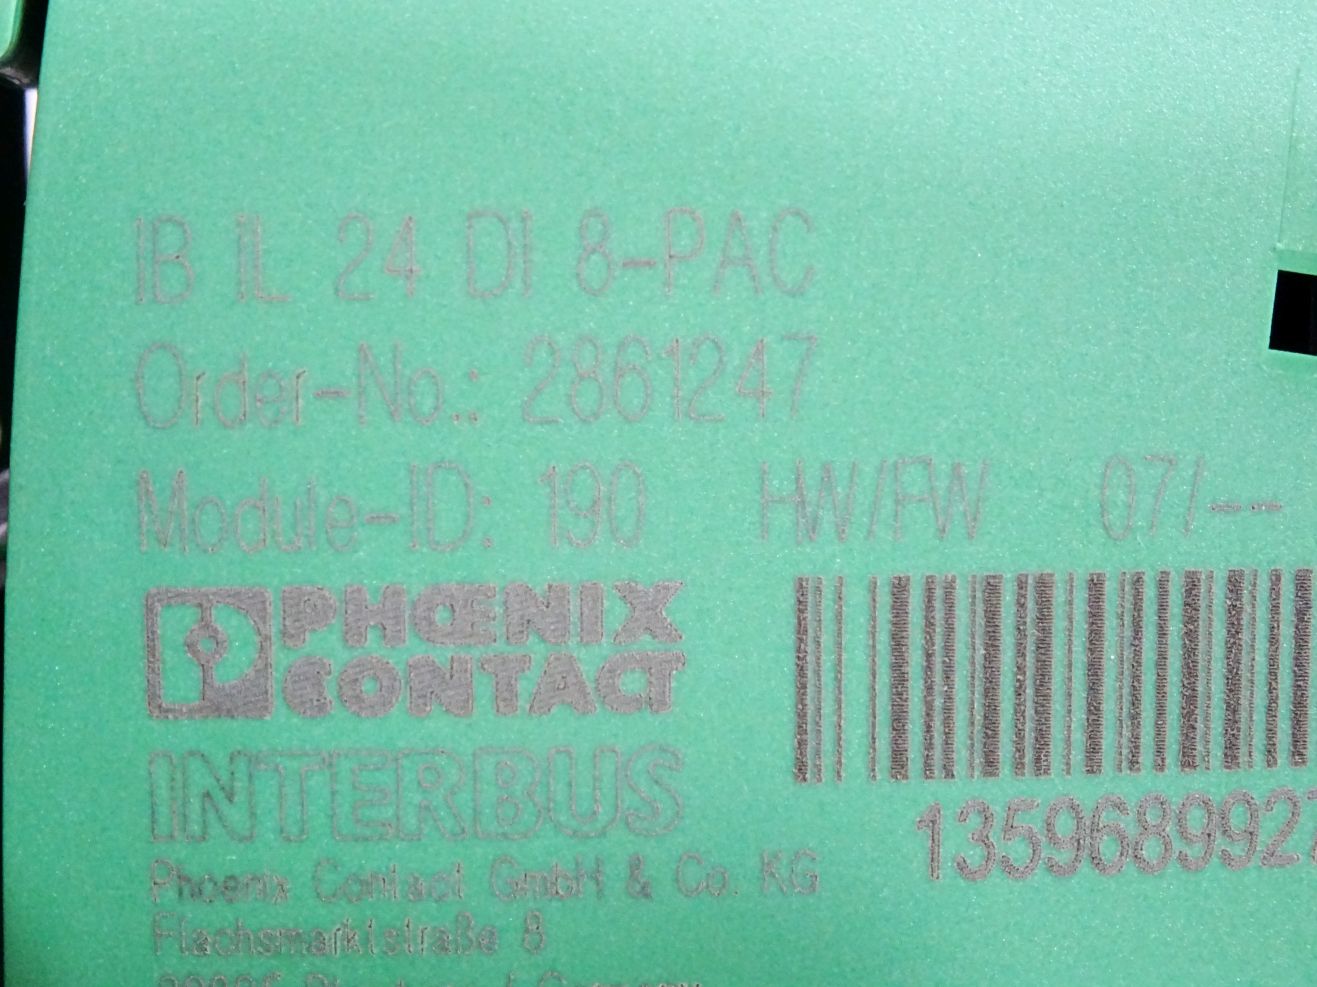 IB IL 24 DI 8-PAC
Order-No.: 2861247
Module-ID: 190 HW/FW 07/---
PHOENIX
CONTACT
INTERBUS
135968992
Phoenix Contact GmbH & Co. KG
Flachsmarktstraße 8